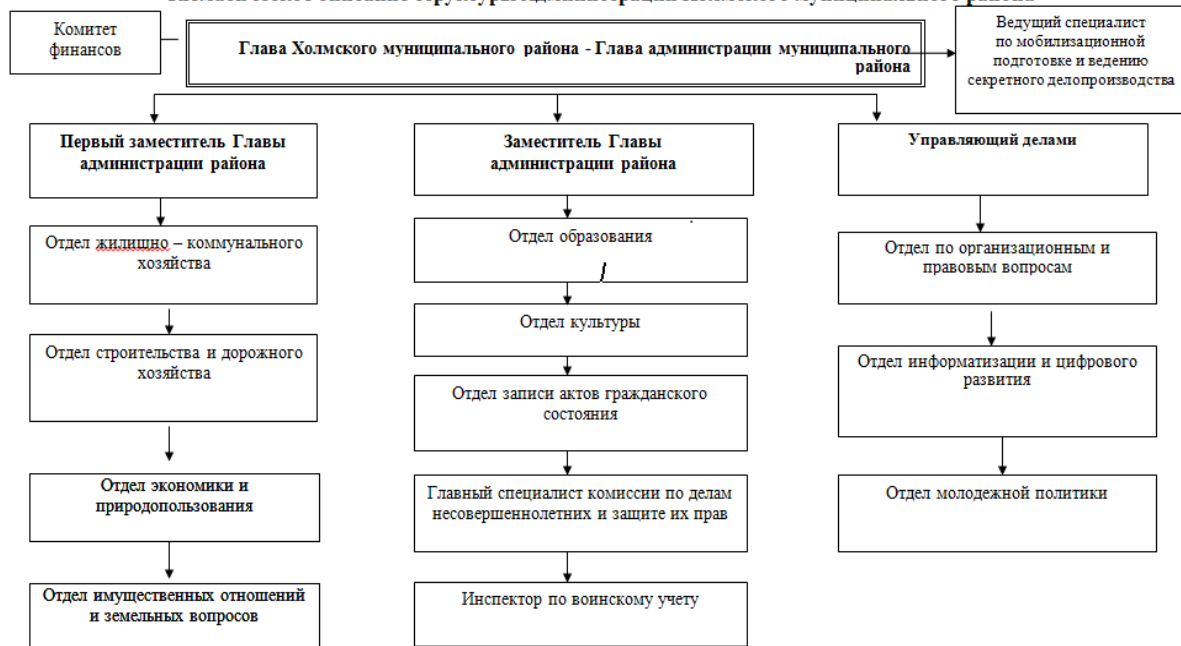 Комитет
финансов
Глава Холмского муниципального района - Глава администрации муниципального
района
Ведущий специалист
по мобилизационной
подготовке и ведению
секретного делопроизводства
Первый заместитель Главы
администрации района
Заместитель Главы
администрации района
Управляющий делами
Отдел жилищно – коммунального
хозяйства
Отдел строительства и дорожного
хозяйства
Отдел экономики и
природопользования
Отдел имущественных отношений
и земельных вопросов
Отдел образования
Отдел культуры
Отдел записи актов гражданского
состояния
Главный специалист комиссии по делам
несовершеннолетних и защите их прав
Инспектор по воинскому учету
Отдел по организационным и
правовым вопросам
Отдел информатизации и цифрового
развития
Отдел молодежной политики